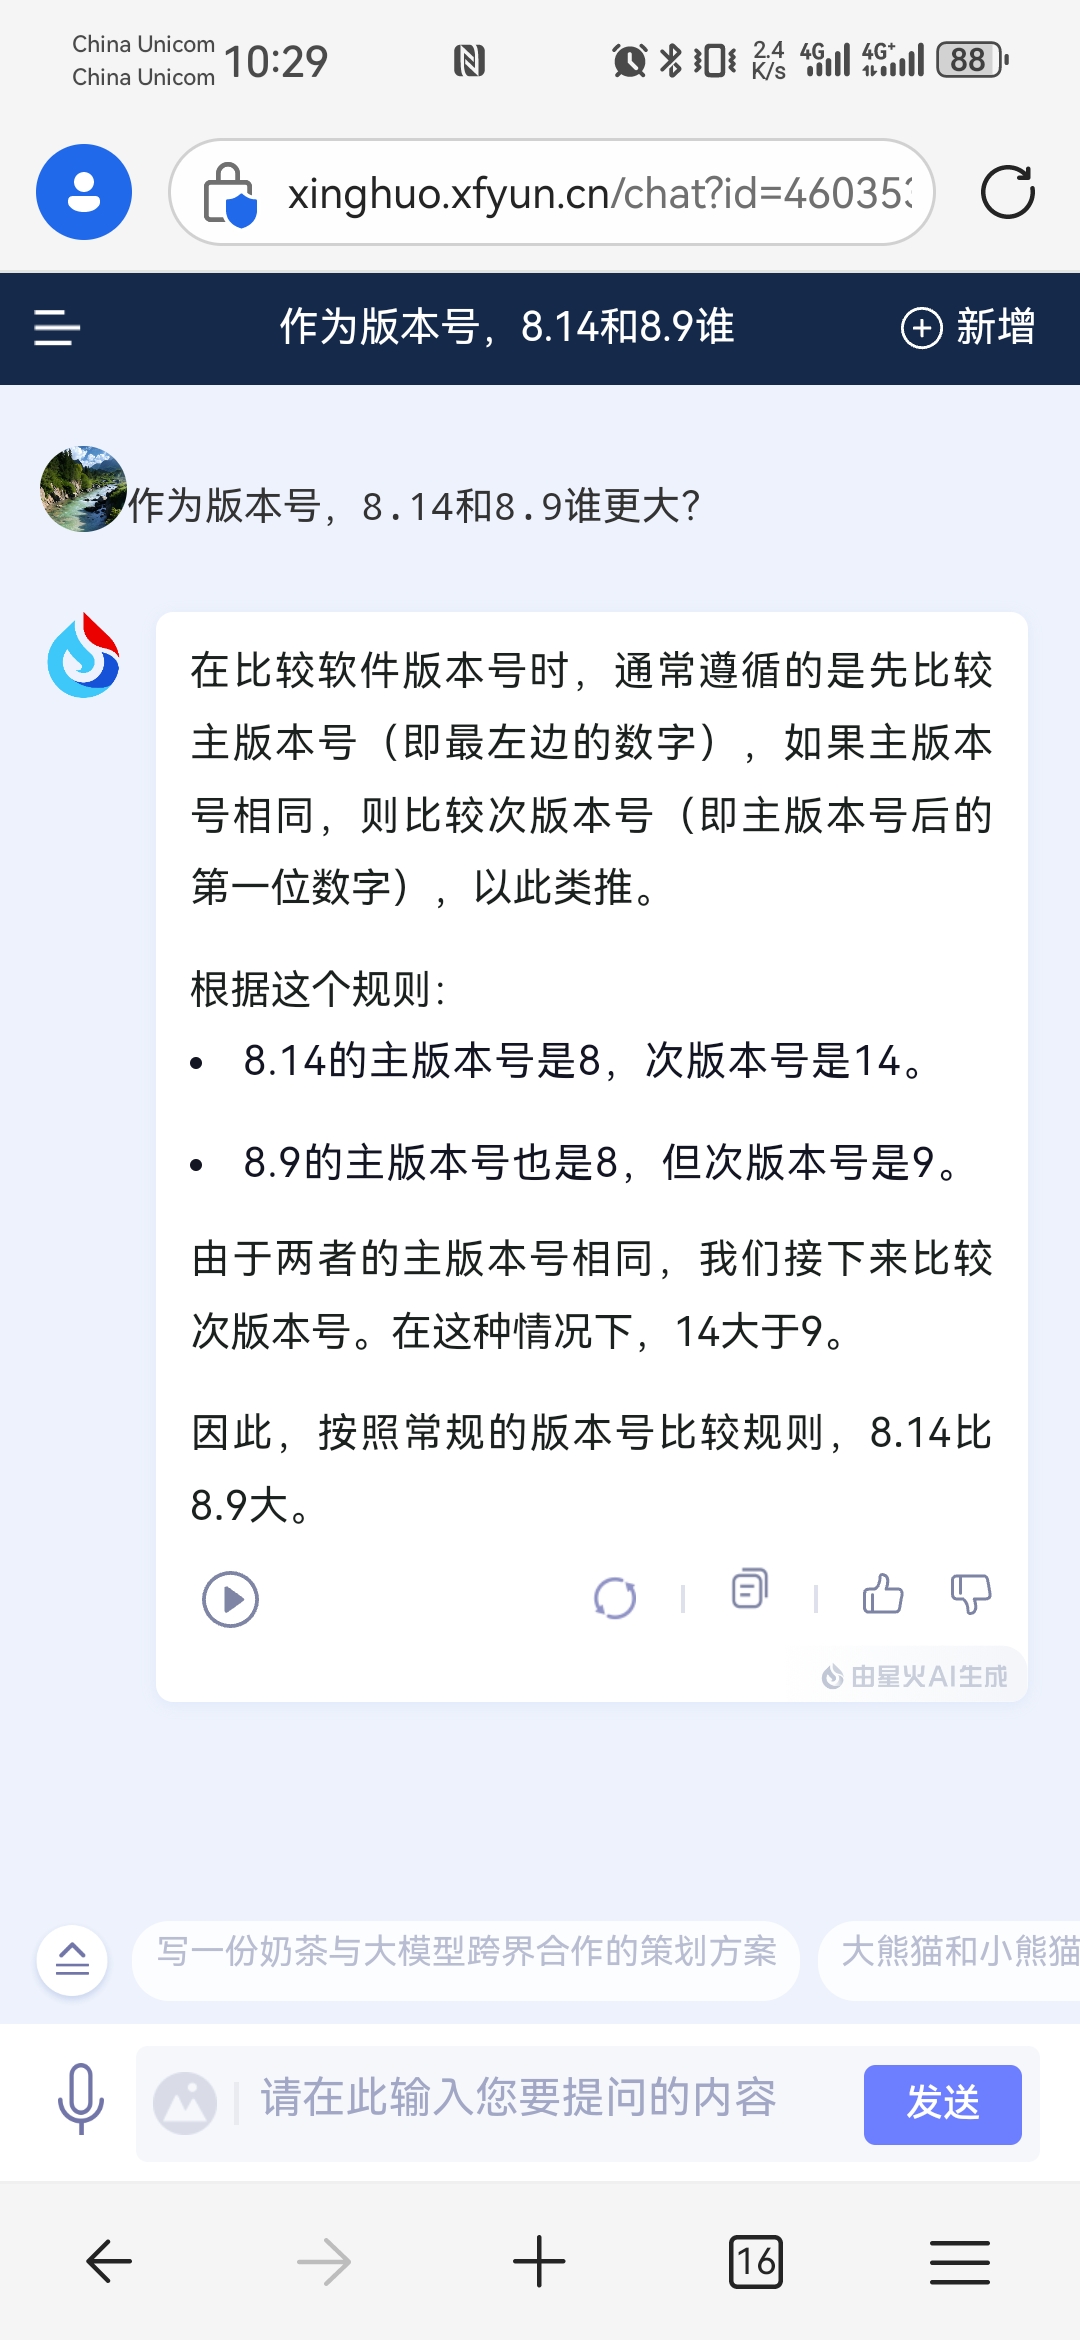 China Unicom
China Unicom
10:29
2.4
K/s
4G
4G+
88
xinghuo.xfyun.cn/chat?id=46035
作为版本号，8.14和8.9谁
新增
作为版本号，8.14和8.9谁更大？
在比较软件版本号时，通常遵循的是先比较
主版本号（即最左边的数字），如果主版本
号相同，则比较次版本号（即主版本号后的
第一位数字），以此类推。
根据这个规则：
• 8.14的主版本号是8，次版本号是14。
• 8.9的主版本号也是8，但次版本号是9。
由于两者的主版本号相同，我们接下来比较
次版本号。在这种情况下，14大于9。
因此，按照常规的版本号比较规则，8.14比
8.9大。
由星火AI生成
写一份奶茶与大模型跨界合作的策划方案
大熊猫和小熊猫
请在此输入您要提问的内容
发送
16